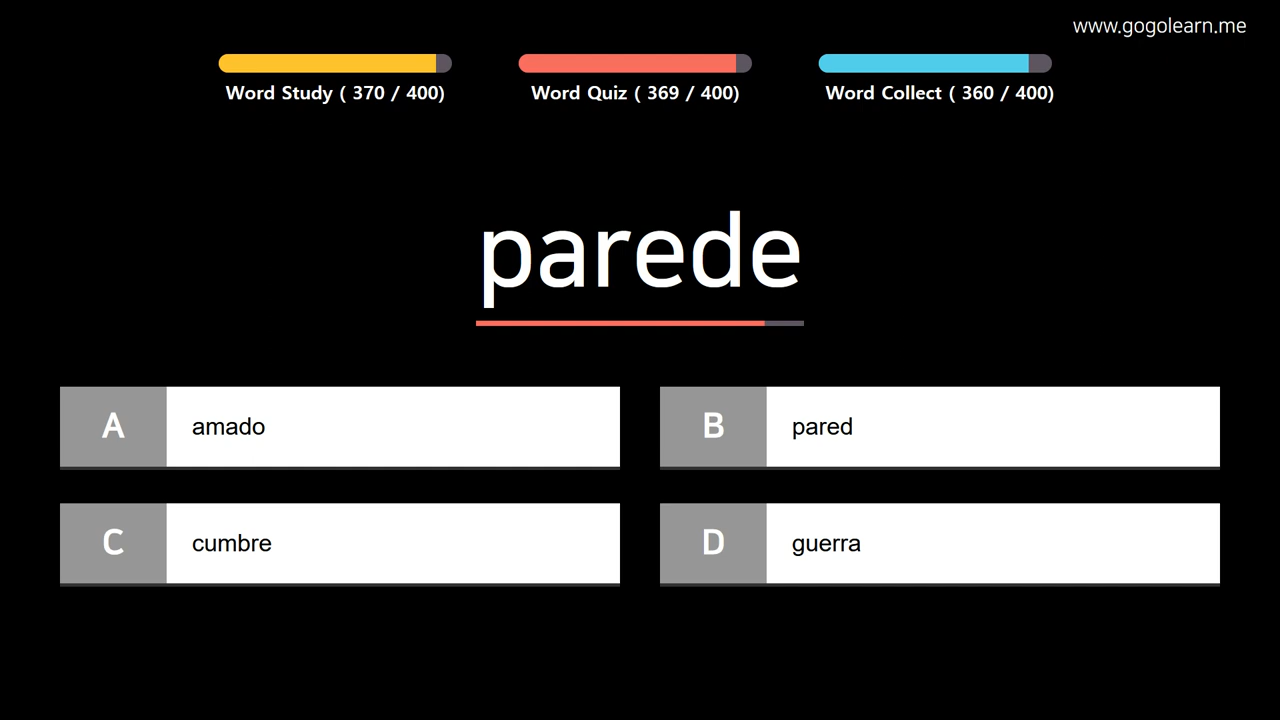 www.gogolearn.me
Word Study ( 370 / 400)
Word Quiz ( 369 / 400)
Word Collect ( 360 / 400)
parede
A amado
B pared
C cumbre
D guerra